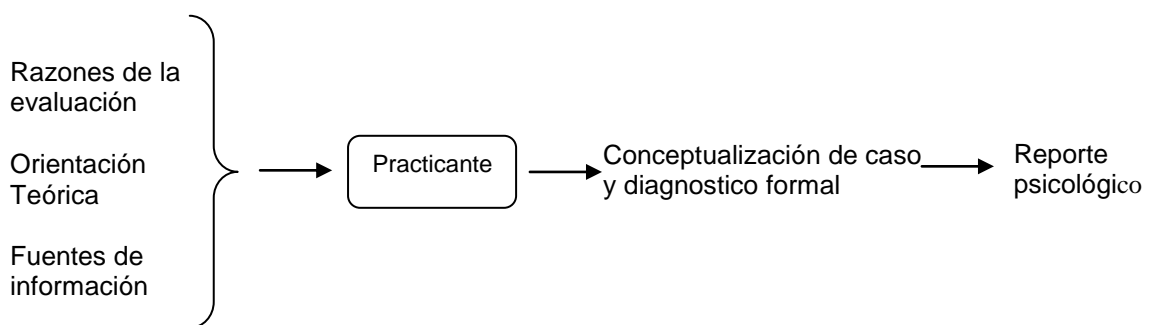 Razones de la
evaluación
Orientación
Teórica
Fuentes de
información
Practicante
Conceptualización de caso
y diagnostico formal
Reporte
psicológico